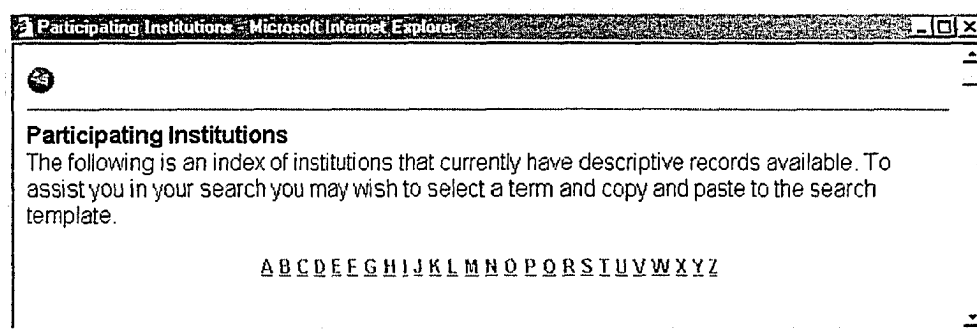 Participating Institutions - Microsoft Internet Explorer
Participating Institutions
The following is an index of institutions that currently have descriptive records available. To
assist you in your search you may wish to select a term and copy and paste to the search
template.
A B C D E F G H I J K L M N O P Q R S T U V W X Y Z